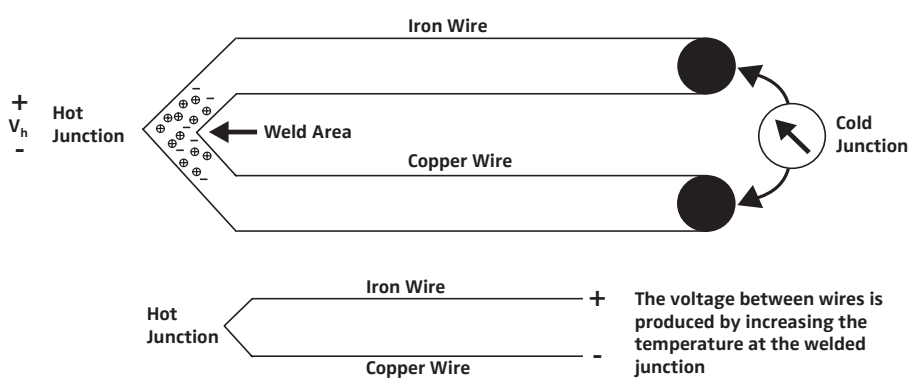 Iron Wire
+
Vh
-
Hot
Junction
Weld Area
Cold
Junction
Copper Wire
Iron Wire
+
Hot
Junction
-
Copper Wire
The voltage between wires is
produced by increasing the
temperature at the welded
junction